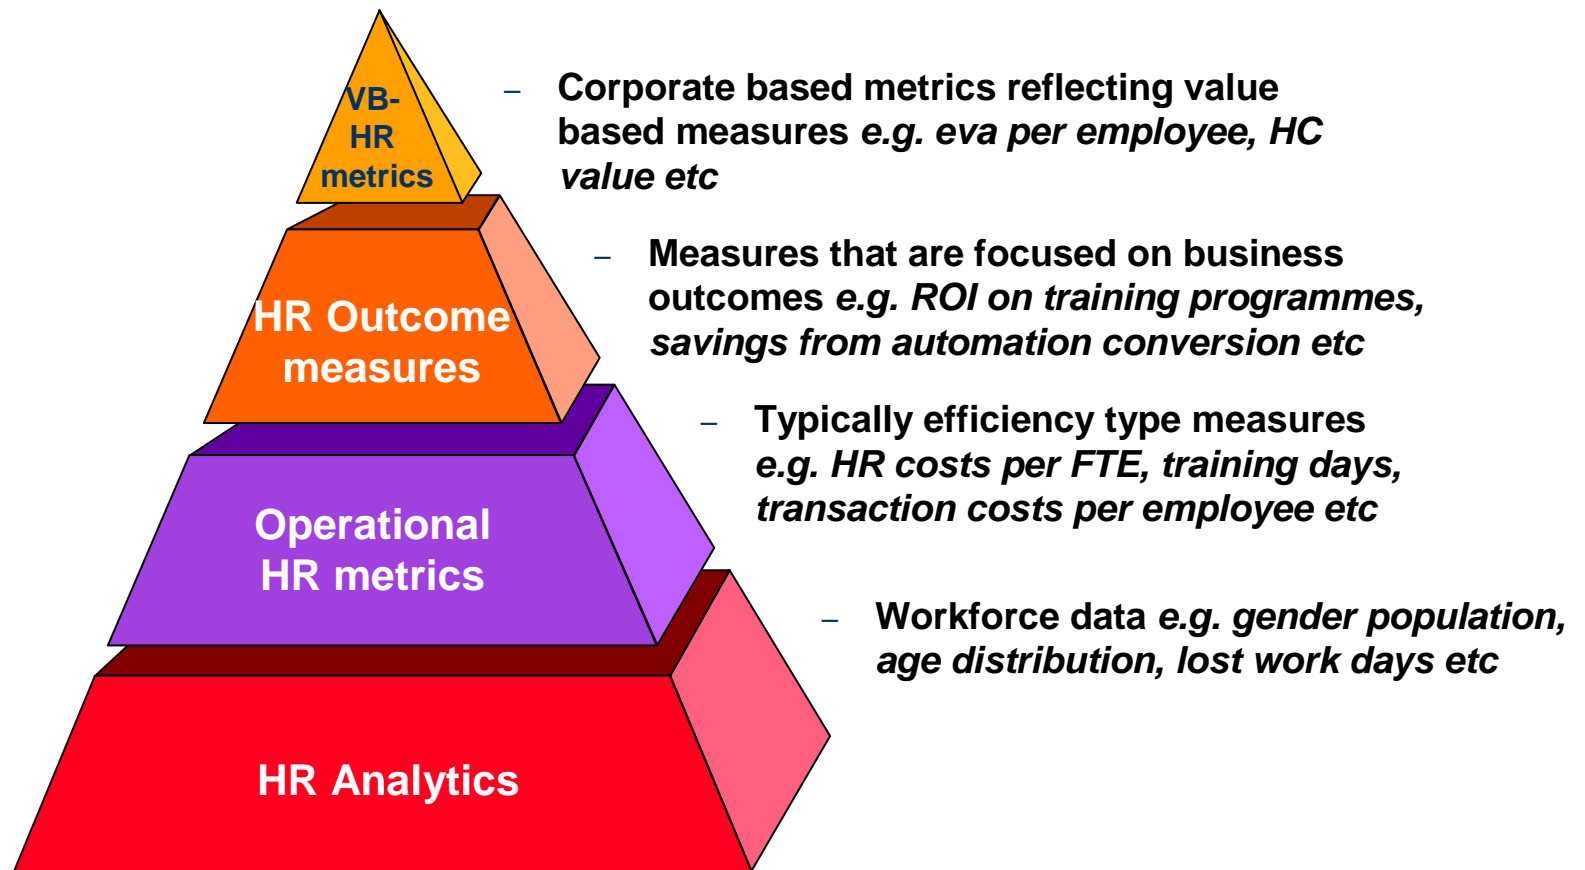 VB-
HR
metrics
– Corporate based metrics reflecting value
based measures e.g. eva per employee, HC
value etc
HR Outcome
measures
– Measures that are focused on business
outcomes e.g. ROI on training programmes,
savings from automation conversion etc
Operational
HR metrics
– Typically efficiency type measures
e.g. HR costs per FTE, training days,
transaction costs per employee etc
HR Analytics
– Workforce data e.g. gender population,
age distribution, lost work days etc